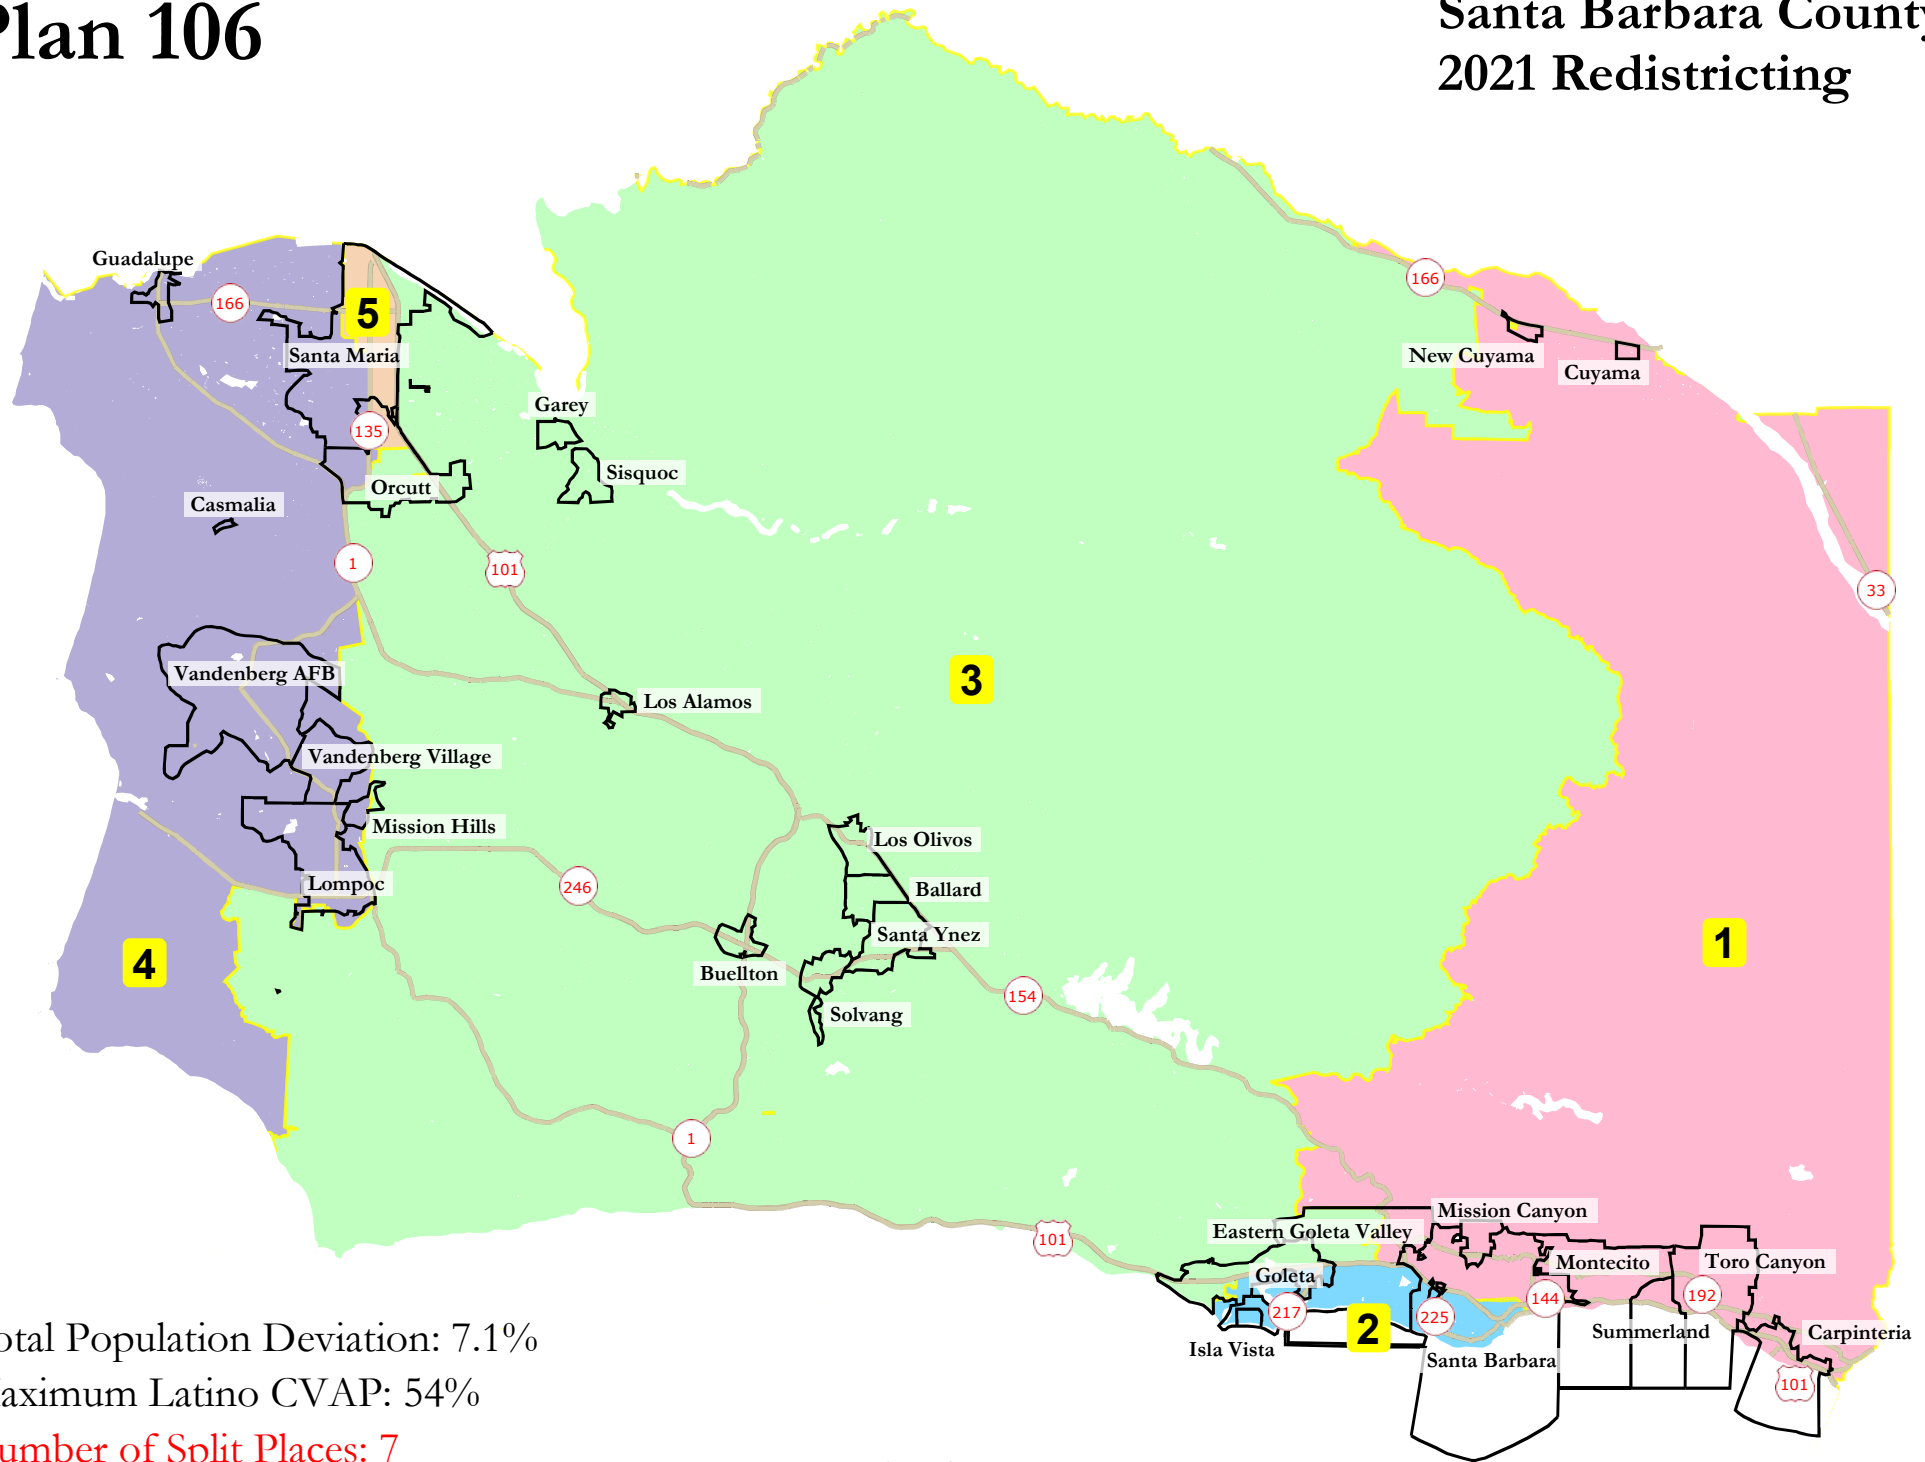 Plan 106
Santa Barbara County
2021 Redistricting
Guadalupe
166
5
Santa Maria
135
Garey
Sisquoc
Orcutt
Casmalia
1
101
166
New Cuyama
Cuyama
33
Vandenberg AFB
Los Alamos
3
Vandenberg Village
Mission Hills
Los Olivos
Lompoc
246
Ballard
Santa Ynez
4
Buellton
1
154
Solvang
1
101
Mission Canyon
Eastern Goleta Valley
Goleta
Montecito
Toro Canyon
217
2
225
144
192
Isla Vista
Santa Barbara
Summerland
Carpinteria
101
otal Population Deviation: 7.1%
aximum Latino CVAP: 54%
umber of Split Places: 7